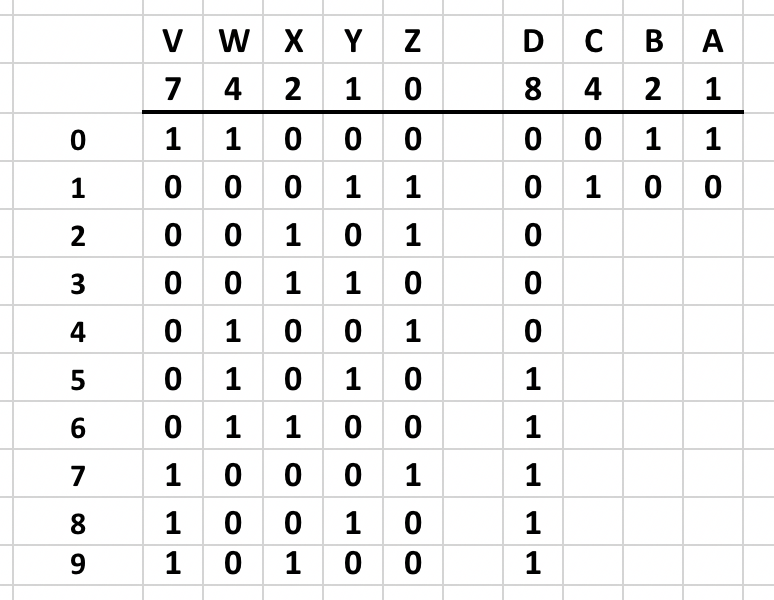 V W X Y Z D C B A
7 4 2 1 0 8 4 2 1
0 1 1 0 0 0 0 0 1 1
1 0 0 0 1 1 0 1 0 0
2 0 0 1 0 1 0
3 0 0 1 1 0 0
4 0 1 0 0 1 0
5 0 1 0 1 0 1
6 0 1 1 0 0 1
7 1 0 0 0 1 1
8 1 0 0 1 0 1
9 1 0 1 0 0 1